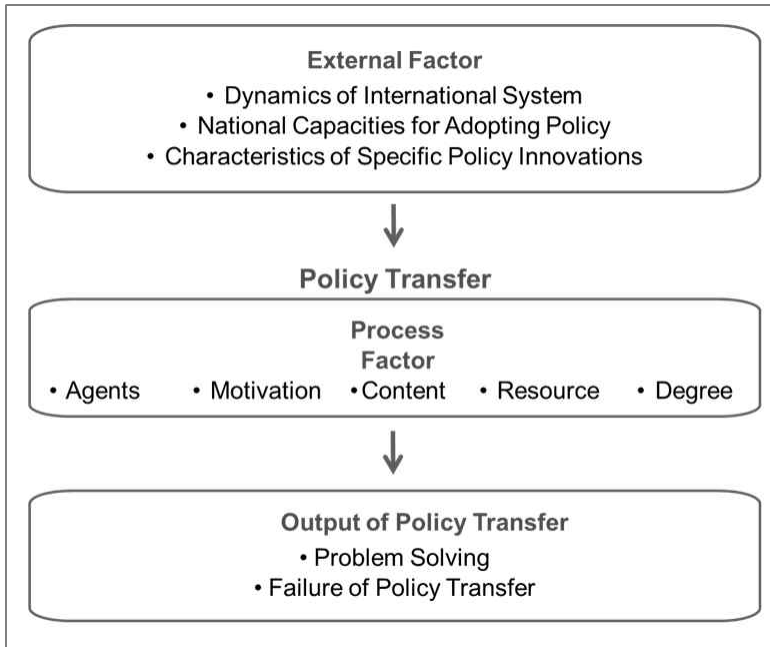 External Factor
• Dynamics of International System
• National Capacities for Adopting Policy
• Characteristics of Specific Policy Innovations
Policy Transfer
Process
Factor
• Agents • Motivation •Content • Resource • Degree
Output of Policy Transfer
• Problem Solving
• Failure of Policy Transfer